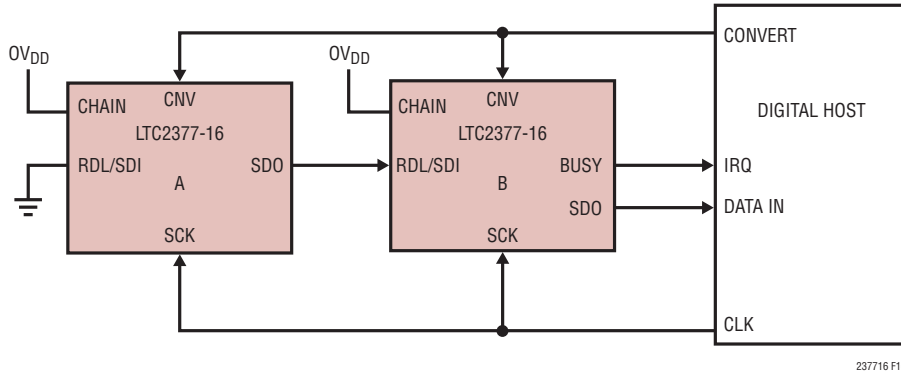 CONVERT
OVDD
OVDD
CHAIN
CNV
LTC2377-16
RDL/SDI
SDO
A
SCK
CHAIN
CNV
LTC2377-16
RDL/SDI
BUSY
B
SDO
SCK
DIGITAL HOST
IRQ
DATA IN
CLK
237716 F1